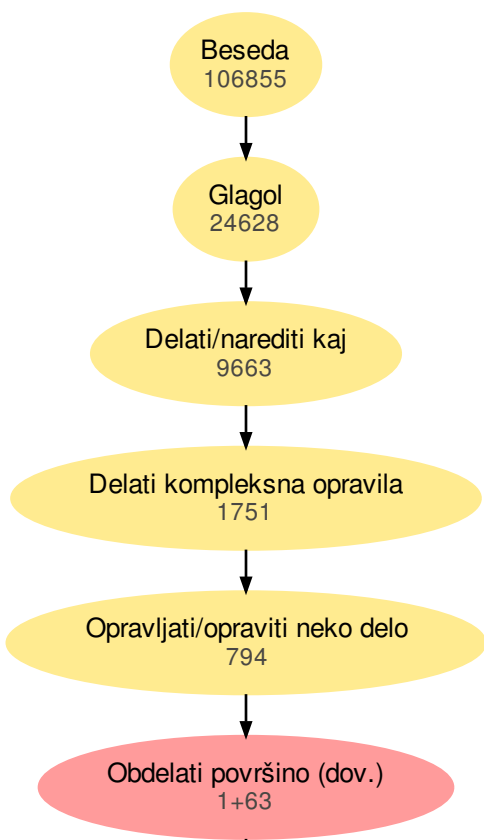 Beseda
106855
Glagol
24628
Delati/narediti kaj
9663
Delati kompleksna opravila
1751
Opravljati/opraviti neko delo
794
Obdelati površino (dov.)
1+63